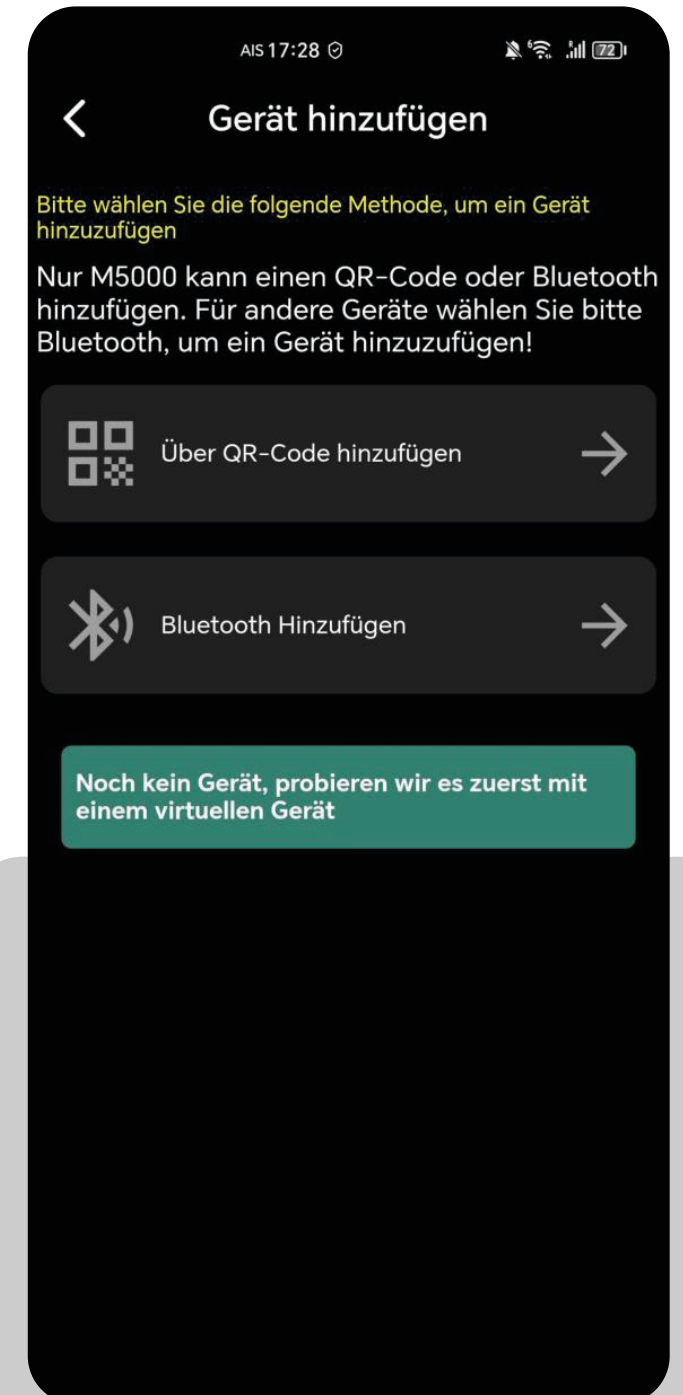 AIS 17:28 6 72
Gerät hinzufügen
Bitte wählen Sie die folgende Methode, um ein Gerät
hinzuzufügen
Nur M5000 kann einen QR-Code oder Bluetooth
hinzufügen. Für andere Geräte wählen Sie bitte
Bluetooth, um ein Gerät hinzuzufügen!
Über QR-Code hinzufügen
Bluetooth Hinzufügen
Noch kein Gerät, probieren wir es zuerst mit
einem virtuellen Gerät